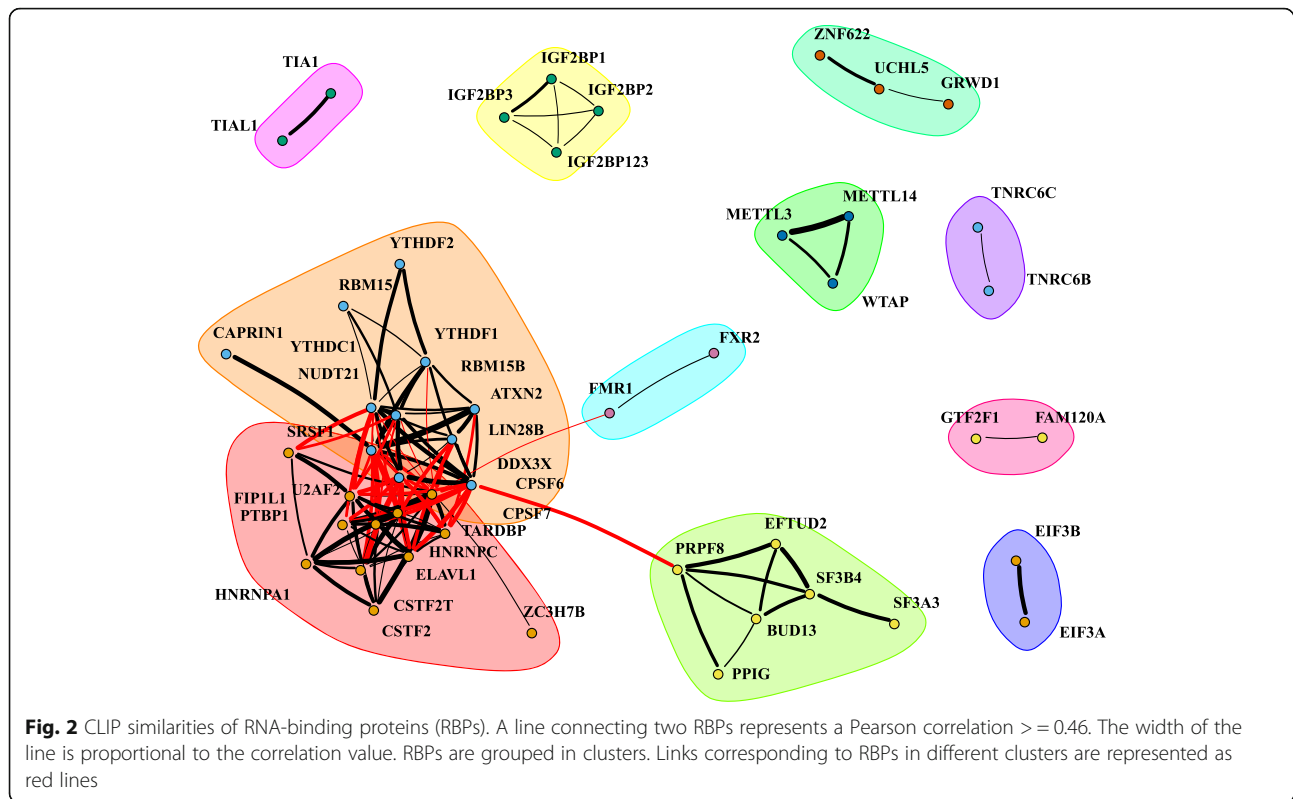 ZNF622
TIA1
IGF2BP1
UCHL5
GRWD1
IGF2BP3
IGF2BP2
TIAL1
IGF2BP123
METTL14
TNRC6C
METTL3
YTHDF2
TNRC6B
RBM15
WTAP
CAPRIN1
YTHDF1
FXR2
YTHDC1
RBM15B
NUDT21
FMR1
ATXN2
GTF2F1
FAM120A
SRSF1
LIN28B
DDX3X
CPSF6
U2AF2
FIP1L1
PTBP1
CPSF7
EFTUD2
TARDBP
EIF3B
PRPF8
HNRNPC
ELAVL1
SF3B4
HNRNPA1
SF3A3
CSTF2T
ZC3H7B
CSTF2
BUD13
EIF3A
PPIG
Fig. 2 CLIP similarities of RNA-binding proteins (RBPs). A line connecting two RBPs represents a Pearson correlation > = 0.46. The width of the
line is proportional to the correlation value. RBPs are grouped in clusters. Links corresponding to RBPs in different clusters are represented as
red lines